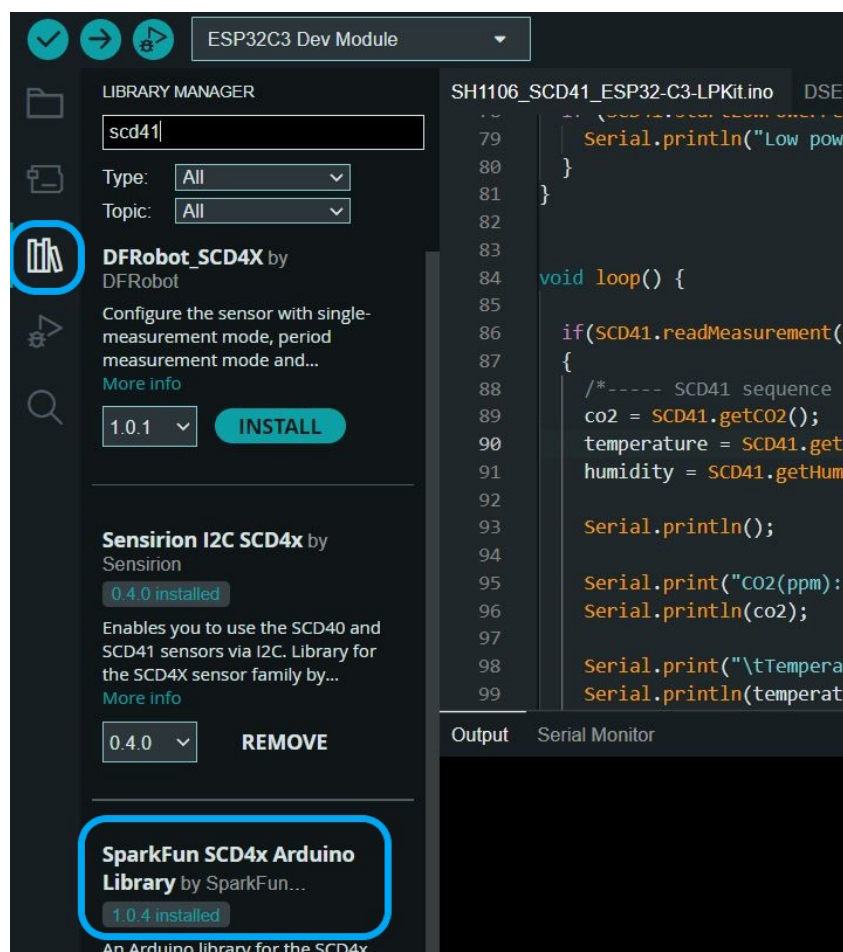 ESP32C3 Dev Module
LIBRARY MANAGER
scd41
Type: All
Topic: All
DFRobot_SCD4X by
DFRobot
Configure the sensor with single-
measurement mode, period
measurement mode and...
More info
1.0.1
INSTALL
Sensirion I2C SCD4x by
Sensirion
0.4.0 installed
Enables you to use the SCD40 and
SCD41 sensors via I2C. Library for
the SCD4X sensor family by...
More info
0.4.0
REMOVE
SparkFun SCD4x Arduino
Library by SparkFun...
1.0.4 installed
An Arduino library for the SCD4x
SH1106_SCD41_ESP32-C3-LPKit.ino DSE
79 Serial.println("Low pow
80 }
81 }
82
83
84 void loop() {
85
86 if(SCD41.readMeasurement(
87 {
88 /*----- SCD41 sequence
89 co2 = SCD41.getCO2();
90 temperature = SCD41.get
91 humidity = SCD41.getHum
92
93 Serial.println();
94
95 Serial.print("CO2(ppm):
96 Serial.println(co2);
97
98 Serial.print("\tTempera
99 Serial.println(temperat
Output Serial Monitor